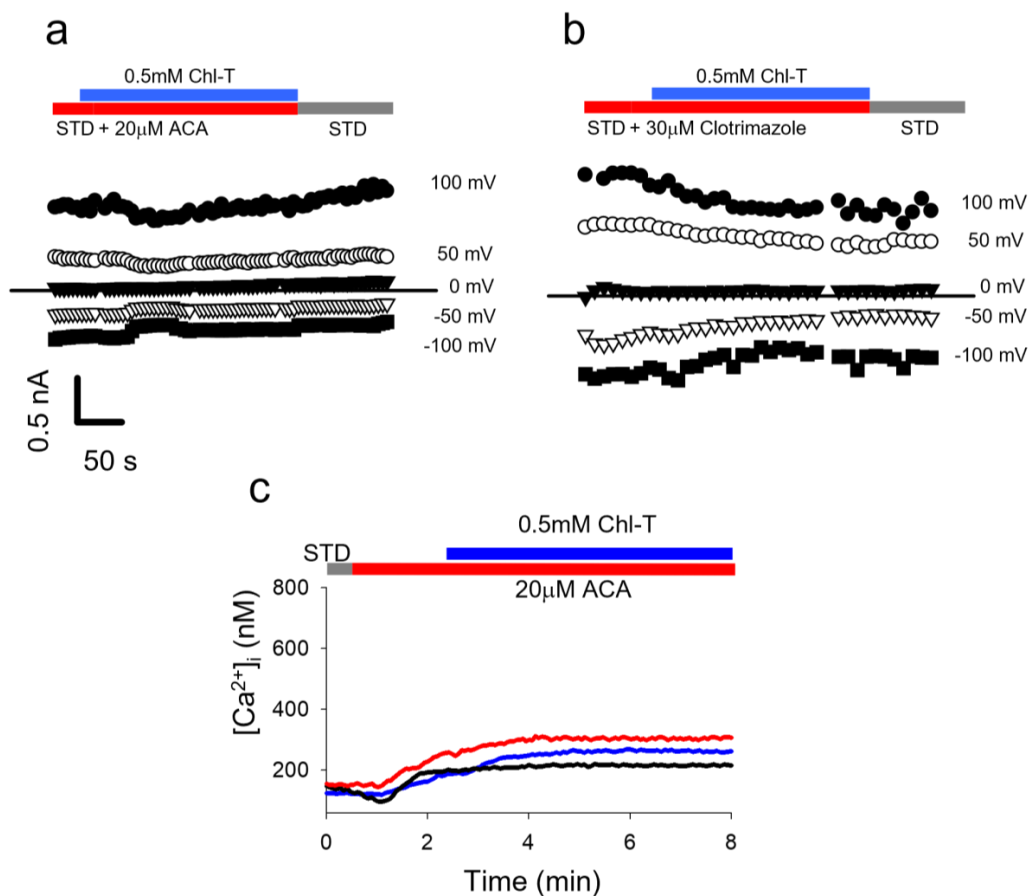 a
0.5mM Chl-T
STD + 20μM ACA
STD
100 mV
50 mV
0 mV
-50 mV
-100 mV
0.5 nA
50 s
b
0.5mM Chl-T
STD + 30μM Clotrimazole
STD
100 mV
50 mV
0 mV
-50 mV
-100 mV
c
0.5mM Chl-T
STD
20μM ACA
800
600
400
200
[Ca²⁺]ᵢ (nM)
0 2 4 6 8
Time (min)